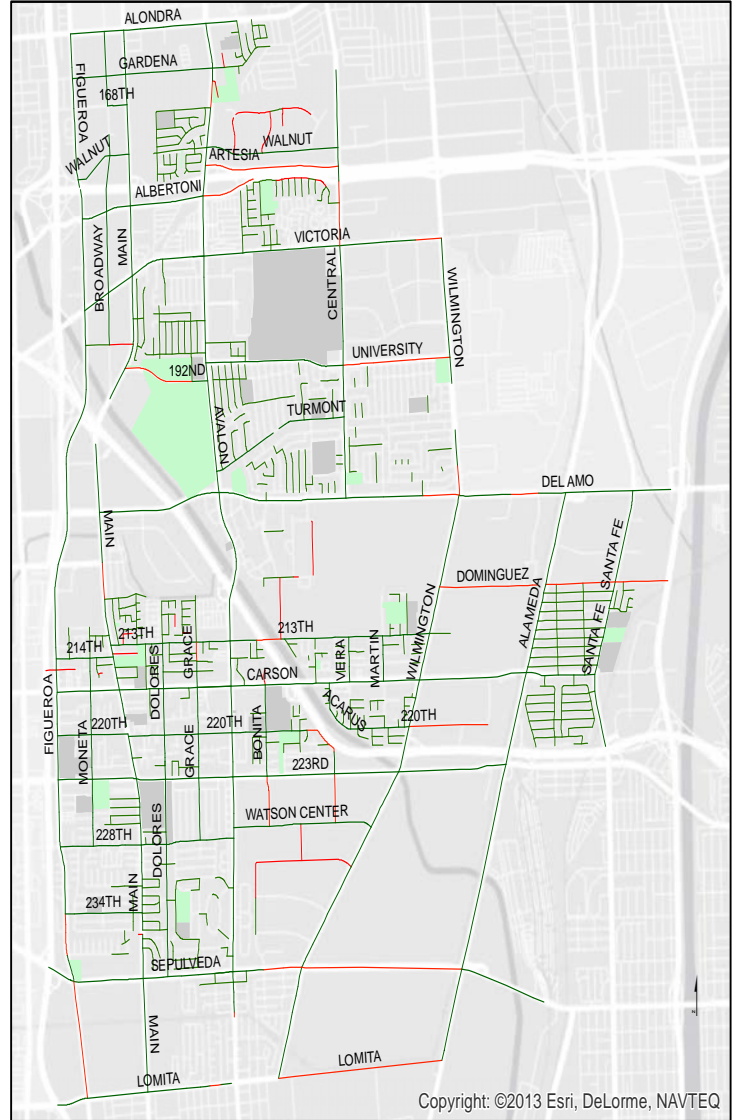 ALONDRA
GARDENA
FIGUEROA
168TH
WALNUT
WALNUT
ARTESIA
ALBERTONI
VICTORIA
BROADWAY
MAIN
CENTRAL
WILMINGTON
UNIVERSITY
192ND
TURMONT
AVALON
DEL AMO
MAIN
SANTA FE
DOMINGUEZ
ALAMEDA
WILMINGTON
213TH
213TH
214TH
GRACE
VERA
MARTIN
SANTA FE
DOLORES
CARSON
FIGUEROA
ACARUS
220TH
220TH
220TH
BONITA
MONETA
GRACE
223RD
WATSON CENTER
228TH
DOLORES
MAIN
234TH
SEPULVEDA
MAIN
LOMITA
LOMITA
Copyright: ©2013 Esri, DeLorme, NAVTEQ